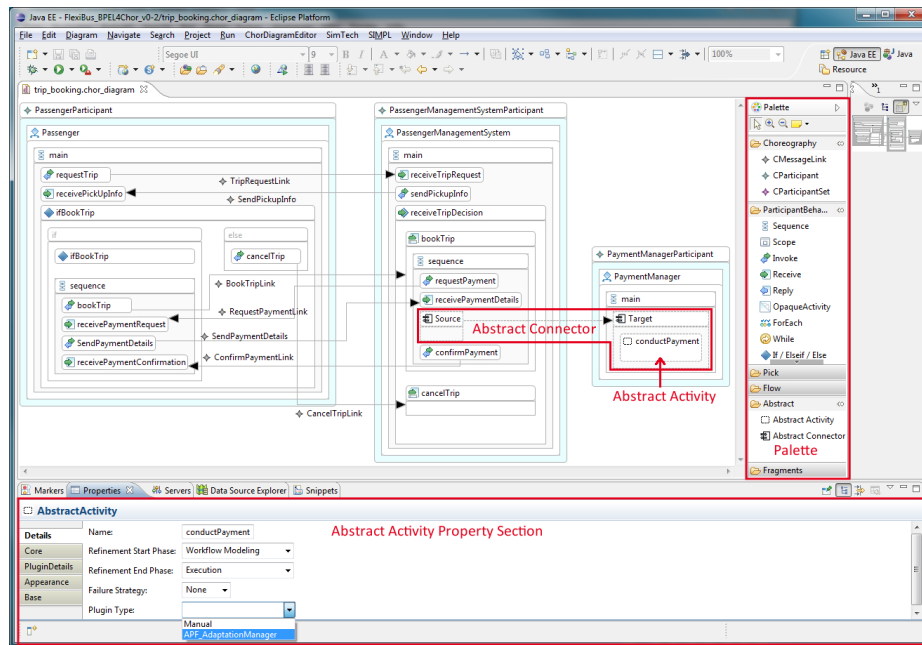 Java EE - FlexiBus_BPEL4Chor_v0-2/trip_booking.chor_diagram - Eclipse Platform
File Edit Diagram Navigate Search Project Run ChorDiagramEditor SimTech SIMPL Window Help
Segoe UI 9 B I A 100% Java EE Java
Resource
trip_booking.chor_diagram
PassengerParticipant
Passenger
main
requestTrip
receivePickUpInfo
ifBookTrip
if
else
ifBookTrip
cancelTrip
sequence
bookTrip
receivePaymentRequest
SendPaymentDetails
receivePaymentConfirmation
TripRequestLink
SendPickupInfo
BookTripLink
RequestPaymentLink
SendPaymentDetails
ConfirmPaymentLink
CancelTripLink
PassengerManagementSystemParticipant
PassengerManagementSystem
main
receiveTripRequest
sendPickupInfo
receiveTripDecision
bookTrip
sequence
requestPayment
receivePaymentDetails
Source
confirmPayment
cancelTrip
Abstract Connector
PaymentManagerParticipant
PaymentManager
main
Target
conductPayment
Abstract Activity
Palette
Choreography
CMessageLink
CParticipant
CParticipantSet
ParticipantBeha...
Sequence
Scope
Invoke
Receive
Reply
OpaqueActivity
ForEach
While
If / Elseif / Else
Pick
Flow
Abstract
Abstract Activity
Abstract Connector
Palette
Fragments
Markers Properties Servers Data Source Explorer Snippets
AbstractActivity
Abstract Activity Property Section
Details
Core
PluginDetails
Appearance
Base
Name: conductPayment
Refinement Start Phase: Workflow Modeling
Refinement End Phase: Execution
Failure Strategy: None
Plugin Type:
Manual
APF_AdaptationManager